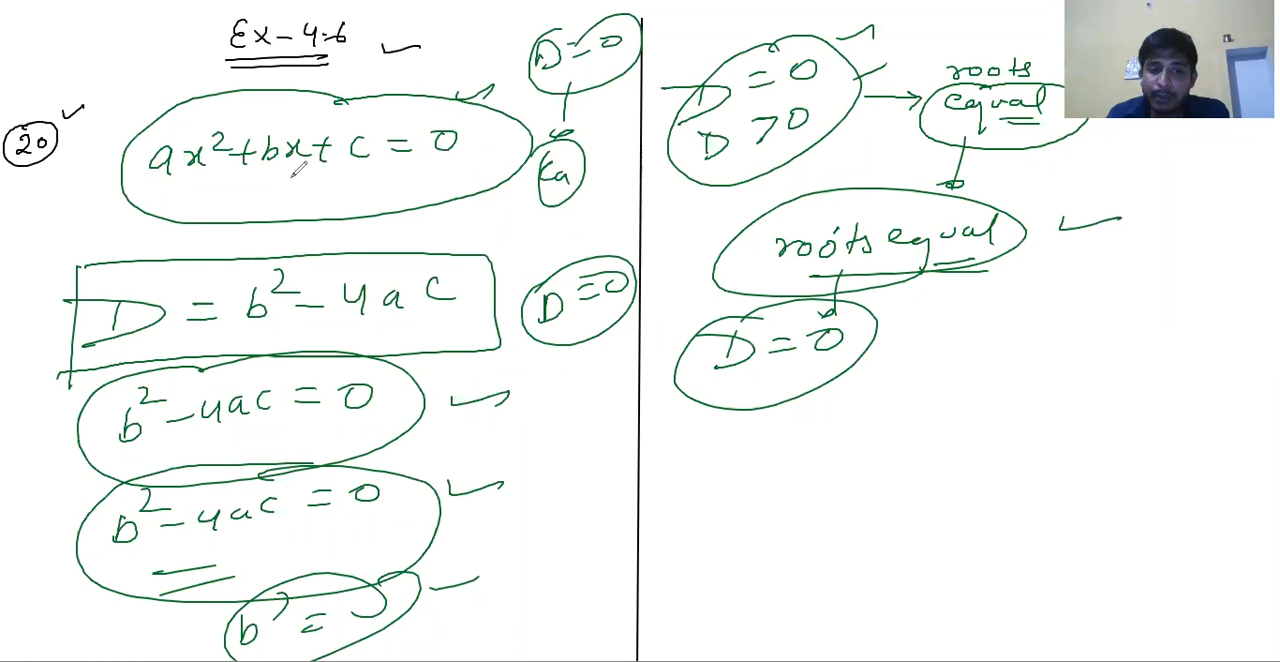 Ex - 4.6
20
ax² + bx + c = 0
D = 0
D = b² - 4ac
D = 0
b² - 4ac = 0
b² - 4ac = 0
D = 0
D > 0
roots
equal
roots equal
D = 0